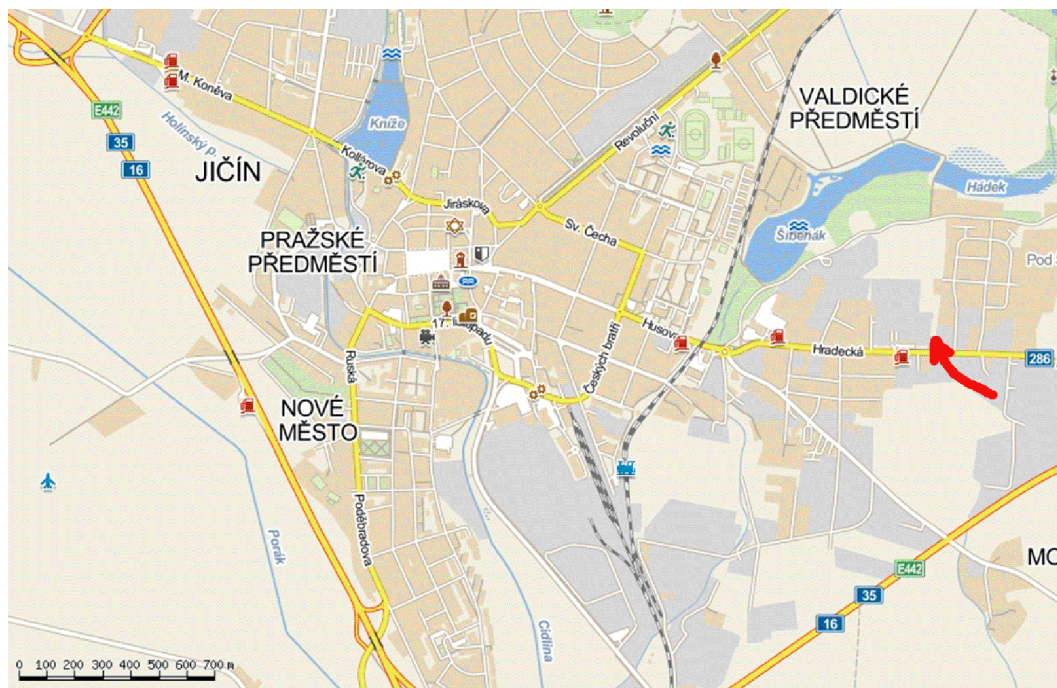 M. Koněva
E442
35
16
Holínský p.
Kníže
JIČÍN
Kollárova
Jiráskova
Revoluční
VALDICKÉ
PŘEDMĚSTÍ
Hádek
Šibeňák
Sv. Čecha
PRAŽSKÉ
PŘEDMĚSTÍ
Pod
17. listopadu
Husova
Hradecká
286
Českých bratří
Ruská
NOVÉ
MĚSTO
Poděbradova
Porák
Cidlina
MO
E442
35
16
0 100 200 300 400 500 600 700 m